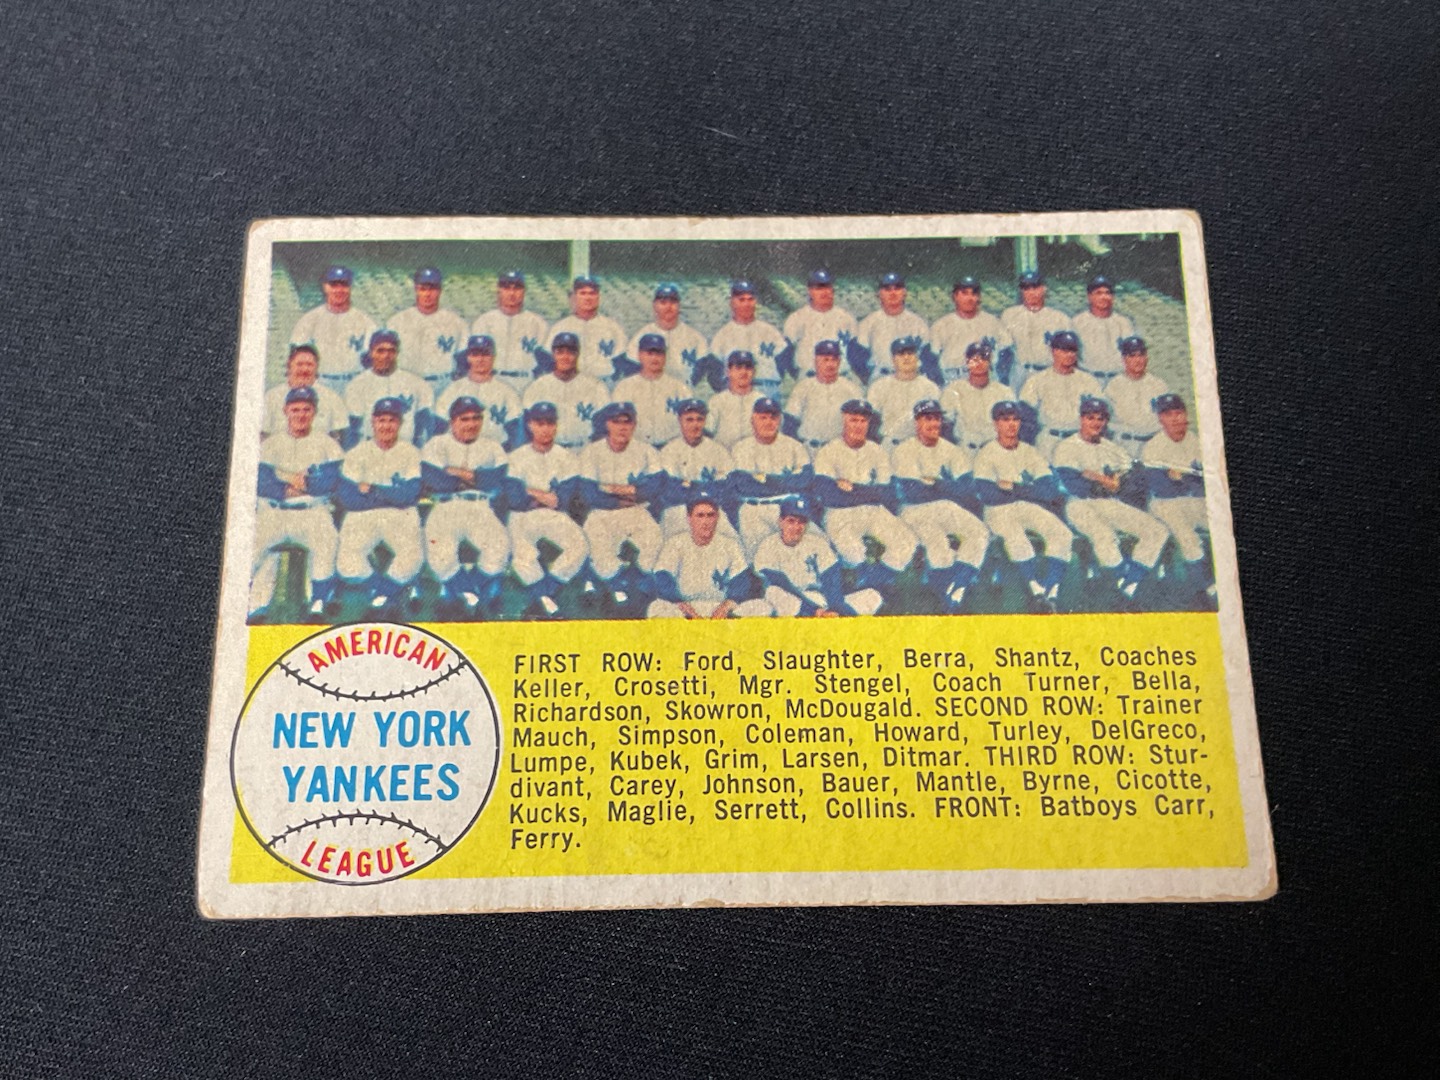 AMERICAN
NEW YORK
YANKEES
LEAGUE
FIRST ROW: Ford, Slaughter, Berra, Shantz, Coaches
Keller, Crosetti, Mgr. Stengel, Coach Turner, Bella,
Richardson, Skowron, McDougald. SECOND ROW: Trainer
Mauch, Simpson, Coleman, Howard, Turley, DelGreco,
Lumpe, Kubek, Grim, Larsen, Ditmar. THIRD ROW: Stur-
divant, Carey, Johnson, Bauer, Mantle, Byrne, Cicotte,
Kucks, Maglie, Serrett, Collins. FRONT: Batboys Carr,
Ferry.